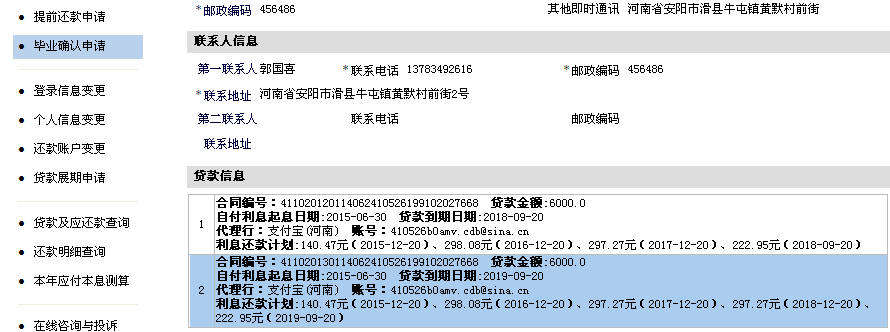 提前还款申请
毕业确认申请
登录信息变更
个人信息变更
还款账户变更
贷款展期申请
贷款及应还款查询
还款明细查询
本年应付本息测算
在线咨询与投诉
*邮政编码 456486 其他即时通讯 河南省安阳市滑县牛屯镇黄默村前街
联系人信息
第一联系人 郭国喜 *联系电话 13783492616 *邮政编码 456486
*联系地址 河南省安阳市滑县牛屯镇黄默村前街2号
第二联系人 联系电话 邮政编码
联系地址
贷款信息
合同编号：41102012011406241052619910202​7668 贷款金额:6000.0
1 自付利息起息日期:2015-06-30 贷款到期日期:2018-09-20
代理行：支付宝(河南) 账号：410526b0amv.cdb@sina.cn
利息还款计划:140.47元(2015-12-20)、298.08元(2016-12-20)、297.27元(2017-12-20)、222.95元(2018-09-20)
合同编号：411020130114062410526199102027668 贷款金额:6000.0
自付利息起息日期:2015-06-30 贷款到期日期:2019-09-20
2 代理行：支付宝(河南) 账号：410526b0amv.cdb@sina.cn
利息还款计划:140.47元(2015-12-20)、298.08元(2016-12-20)、297.27元(2017-12-20)、297.27元(2018-12-20)、
222.95元(2019-09-20)